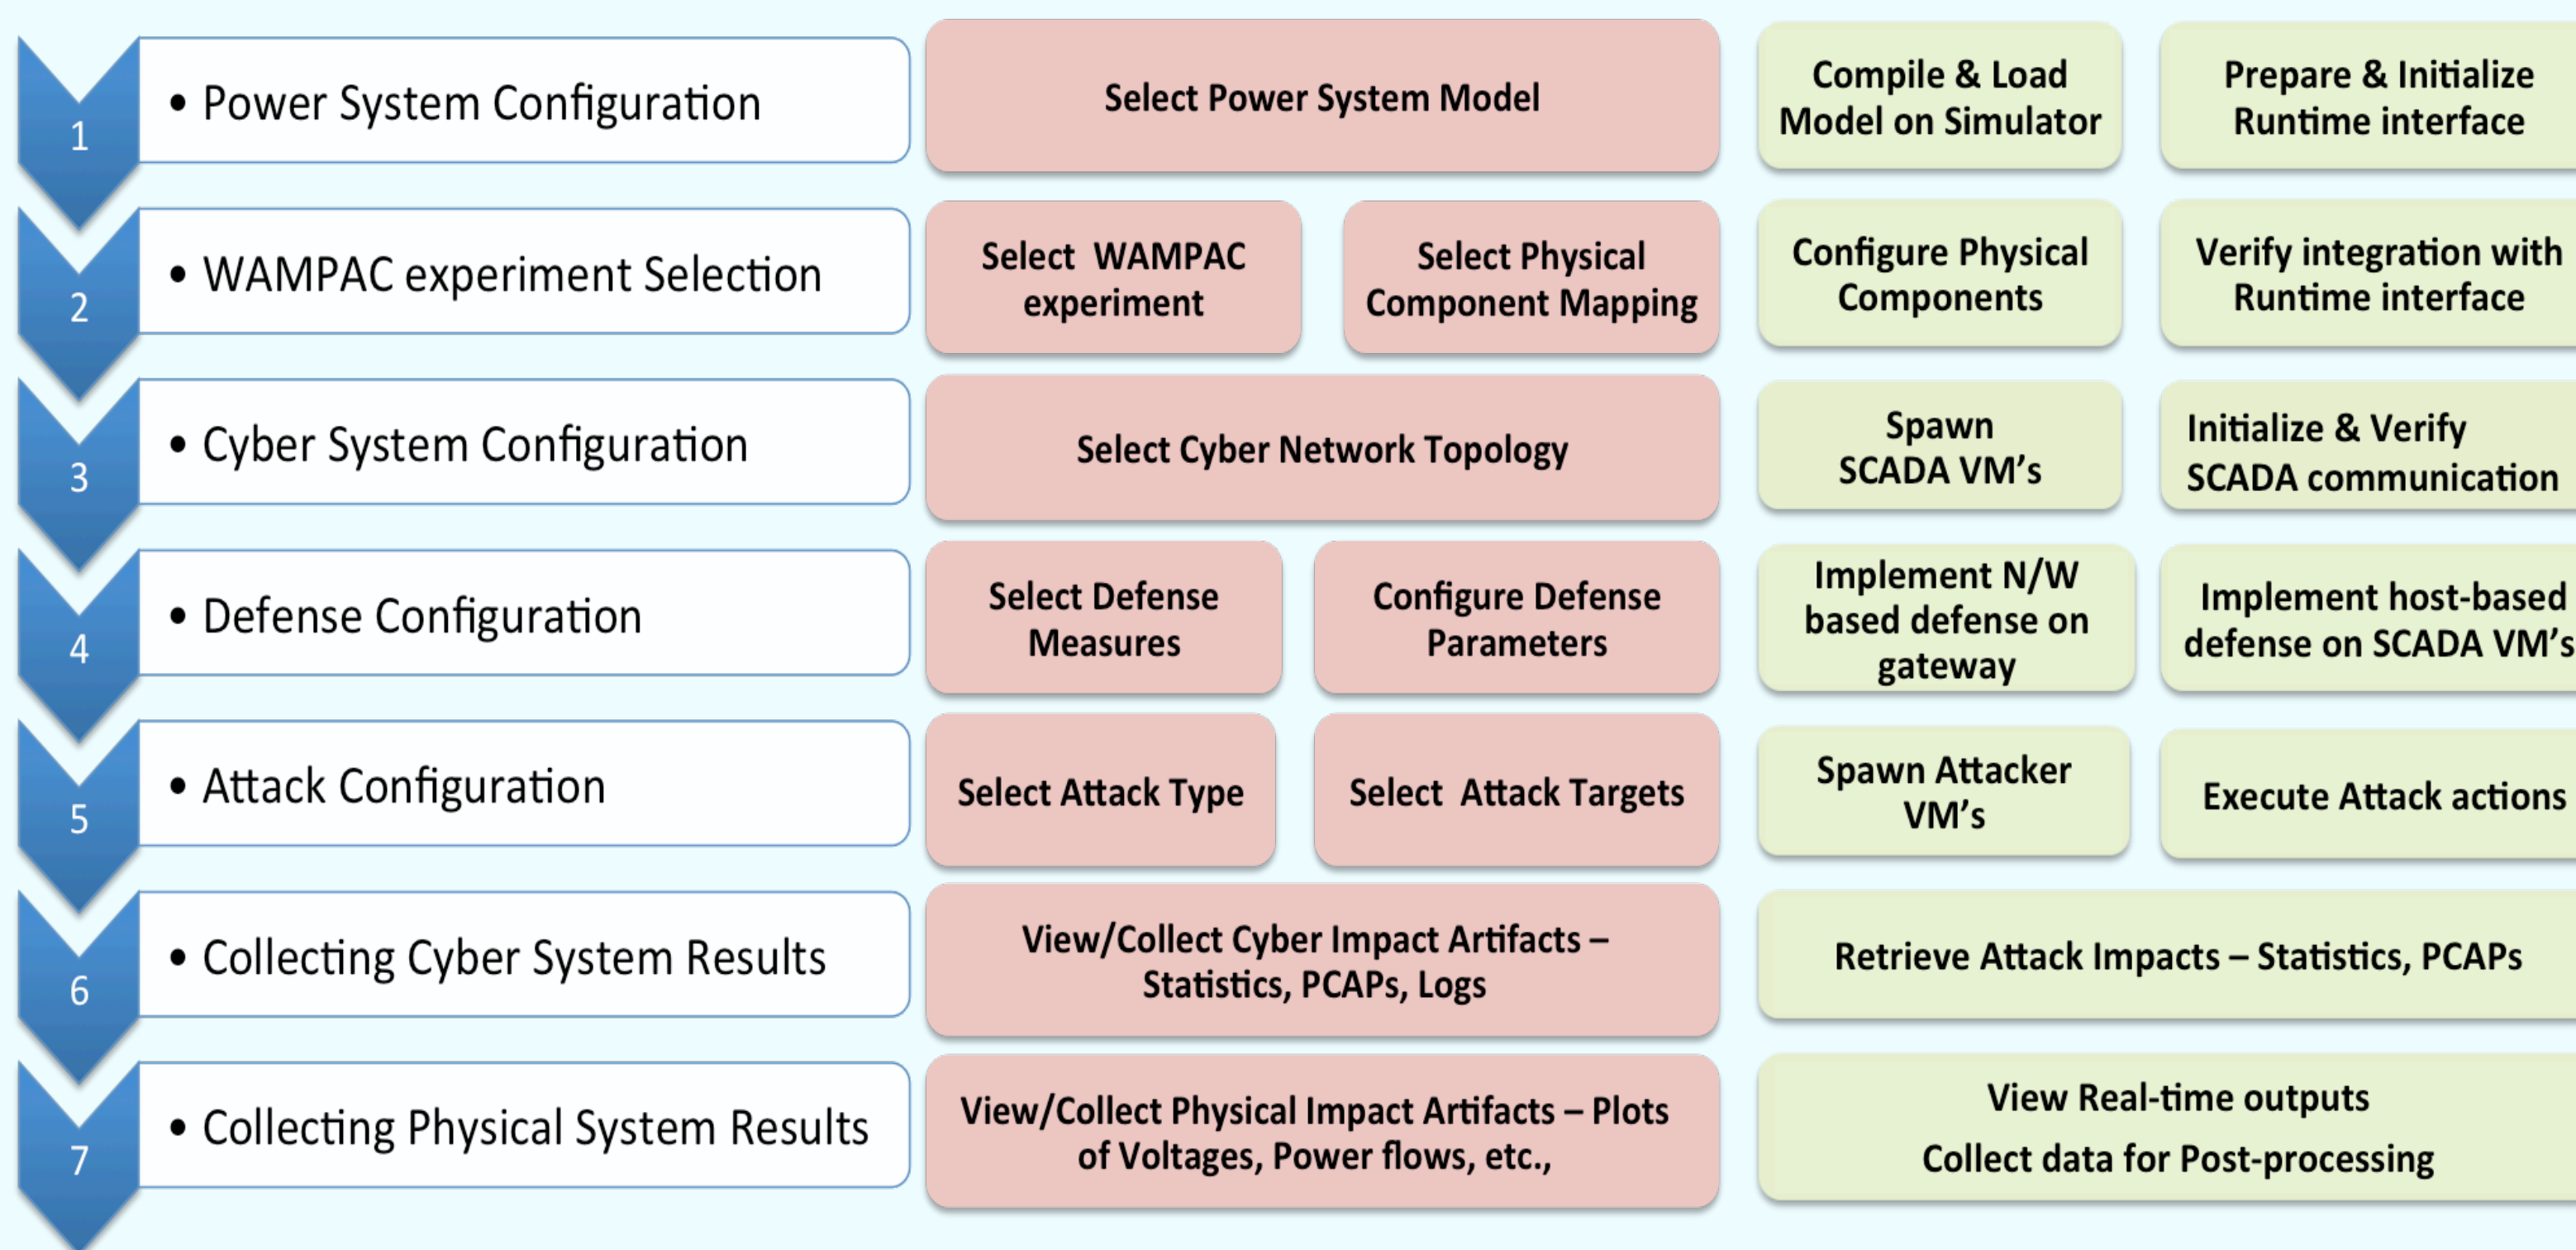 1
• Power System Configuration
Select Power System Model
Compile & Load
Model on Simulator
Prepare & Initialize
Runtime interface
2
• WAMPAC experiment Selection
Select WAMPAC
experiment
Select Physical
Component Mapping
Configure Physical
Components
Verify integration with
Runtime interface
3
• Cyber System Configuration
Select Cyber Network Topology
Spawn
SCADA VM’s
Initialize & Verify
SCADA communication
4
• Defense Configuration
Select Defense
Measures
Configure Defense
Parameters
Implement N/W
based defense on
gateway
Implement host-based
defense on SCADA VM’s
5
• Attack Configuration
Select Attack Type
Select Attack Targets
Spawn Attacker
VM’s
Execute Attack actions
6
• Collecting Cyber System Results
View/Collect Cyber Impact Artifacts –
Statistics, PCAPs, Logs
Retrieve Attack Impacts – Statistics, PCAPs
7
• Collecting Physical System Results
View/Collect Physical Impact Artifacts – Plots
of Voltages, Power flows, etc.,
View Real-time outputs
Collect data for Post-processing